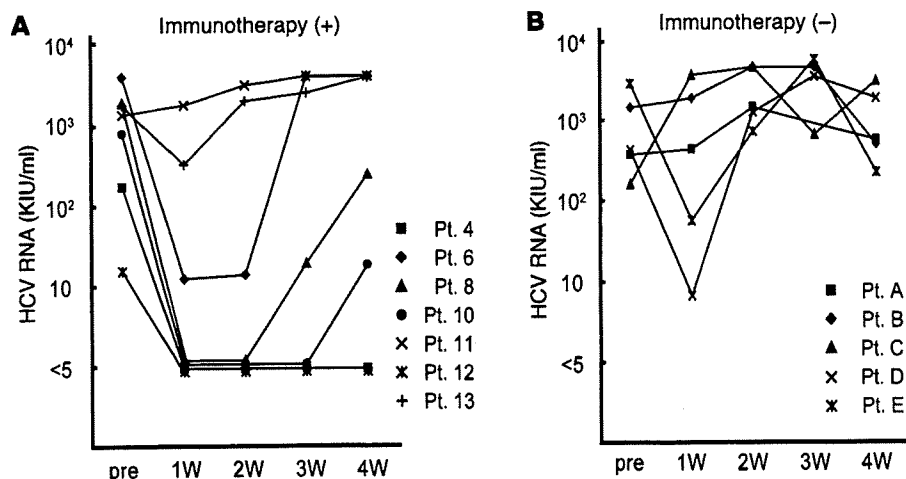 A
Immunotherapy (+)
HCV RNA (KIU/ml)
10⁴
10³
10²
10
<5
pre 1W 2W 3W 4W
Pt. 4
Pt. 6
Pt. 8
Pt. 10
Pt. 11
Pt. 12
Pt. 13
B
Immunotherapy (–)
HCV RNA (KIU/ml)
10⁴
10³
10²
10
<5
pre 1W 2W 3W 4W
Pt. A
Pt. B
Pt. C
Pt. D
Pt. E